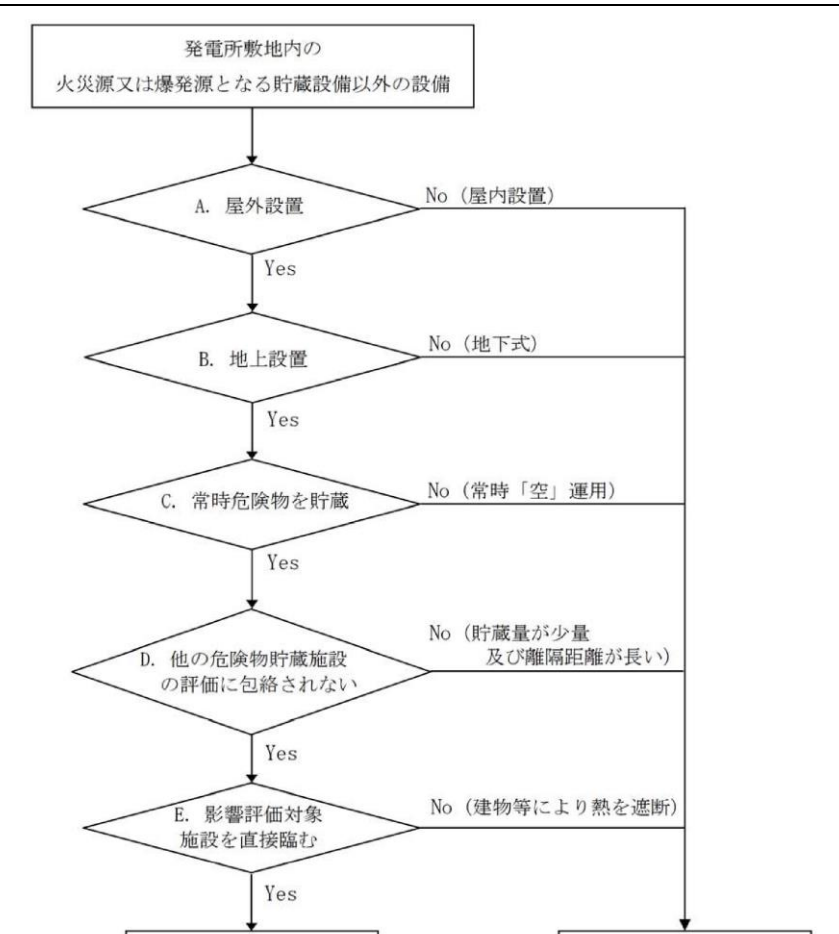 発電所敷地内の
火災源又は爆発源となる貯蔵設備以外の設備
A. 屋外設置
No (屋内設置)
Yes
B. 地上設置
No (地下式)
Yes
C. 常時危険物を貯蔵
No (常時「空」運用)
Yes
D. 他の危険物貯蔵施設
の評価に包絡されない
No (貯蔵量が少量
及び離隔距離が長い)
Yes
E. 影響評価対象
施設を直接臨む
No (建物等により熱を遮断)
Yes